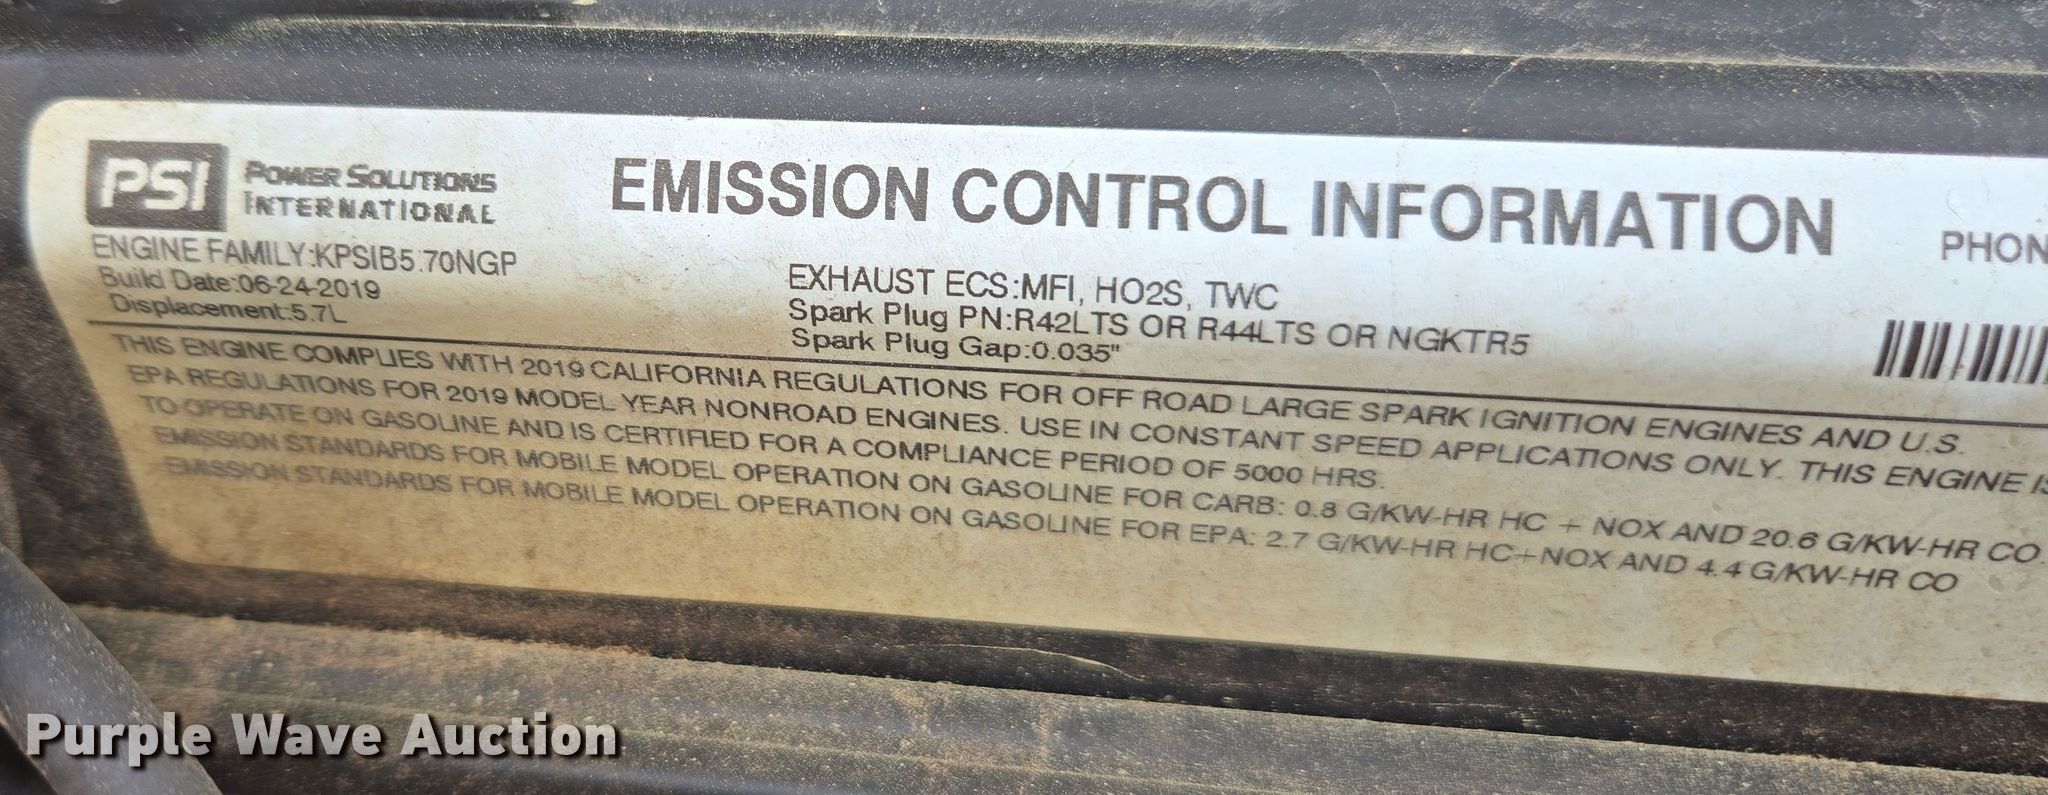 PSI POWER SOLUTIONS
INTERNATIONAL
EMISSION CONTROL INFORMATION
PHON
ENGINE FAMILY:KPSIB5.70NGP
Build Date:06-24-2019
Displacement:5.7L
EXHAUST ECS:MFI, HO2S, TWC
Spark Plug PN:R42LTS OR R44LTS OR NGKTR5
Spark Plug Gap:0.035"
THIS ENGINE COMPLIES WITH 2019 CALIFORNIA REGULATIONS FOR OFF ROAD LARGE SPARK IGNITION ENGINES AND U.S.
EPA REGULATIONS FOR 2019 MODEL YEAR NONROAD ENGINES. USE IN CONSTANT SPEED APPLICATIONS ONLY. THIS ENGINE IS
TO OPERATE ON GASOLINE AND IS CERTIFIED FOR A COMPLIANCE PERIOD OF 5000 HRS.
EMISSION STANDARDS FOR MOBILE MODEL OPERATION ON GASOLINE FOR CARB: 0.8 G/KW-HR HC + NOX AND 20.6 G/KW-HR CO.
EMISSION STANDARDS FOR MOBILE MODEL OPERATION ON GASOLINE FOR EPA: 2.7 G/KW-HR HC+NOX AND 4.4 G/KW-HR CO
Purple Wave Auction